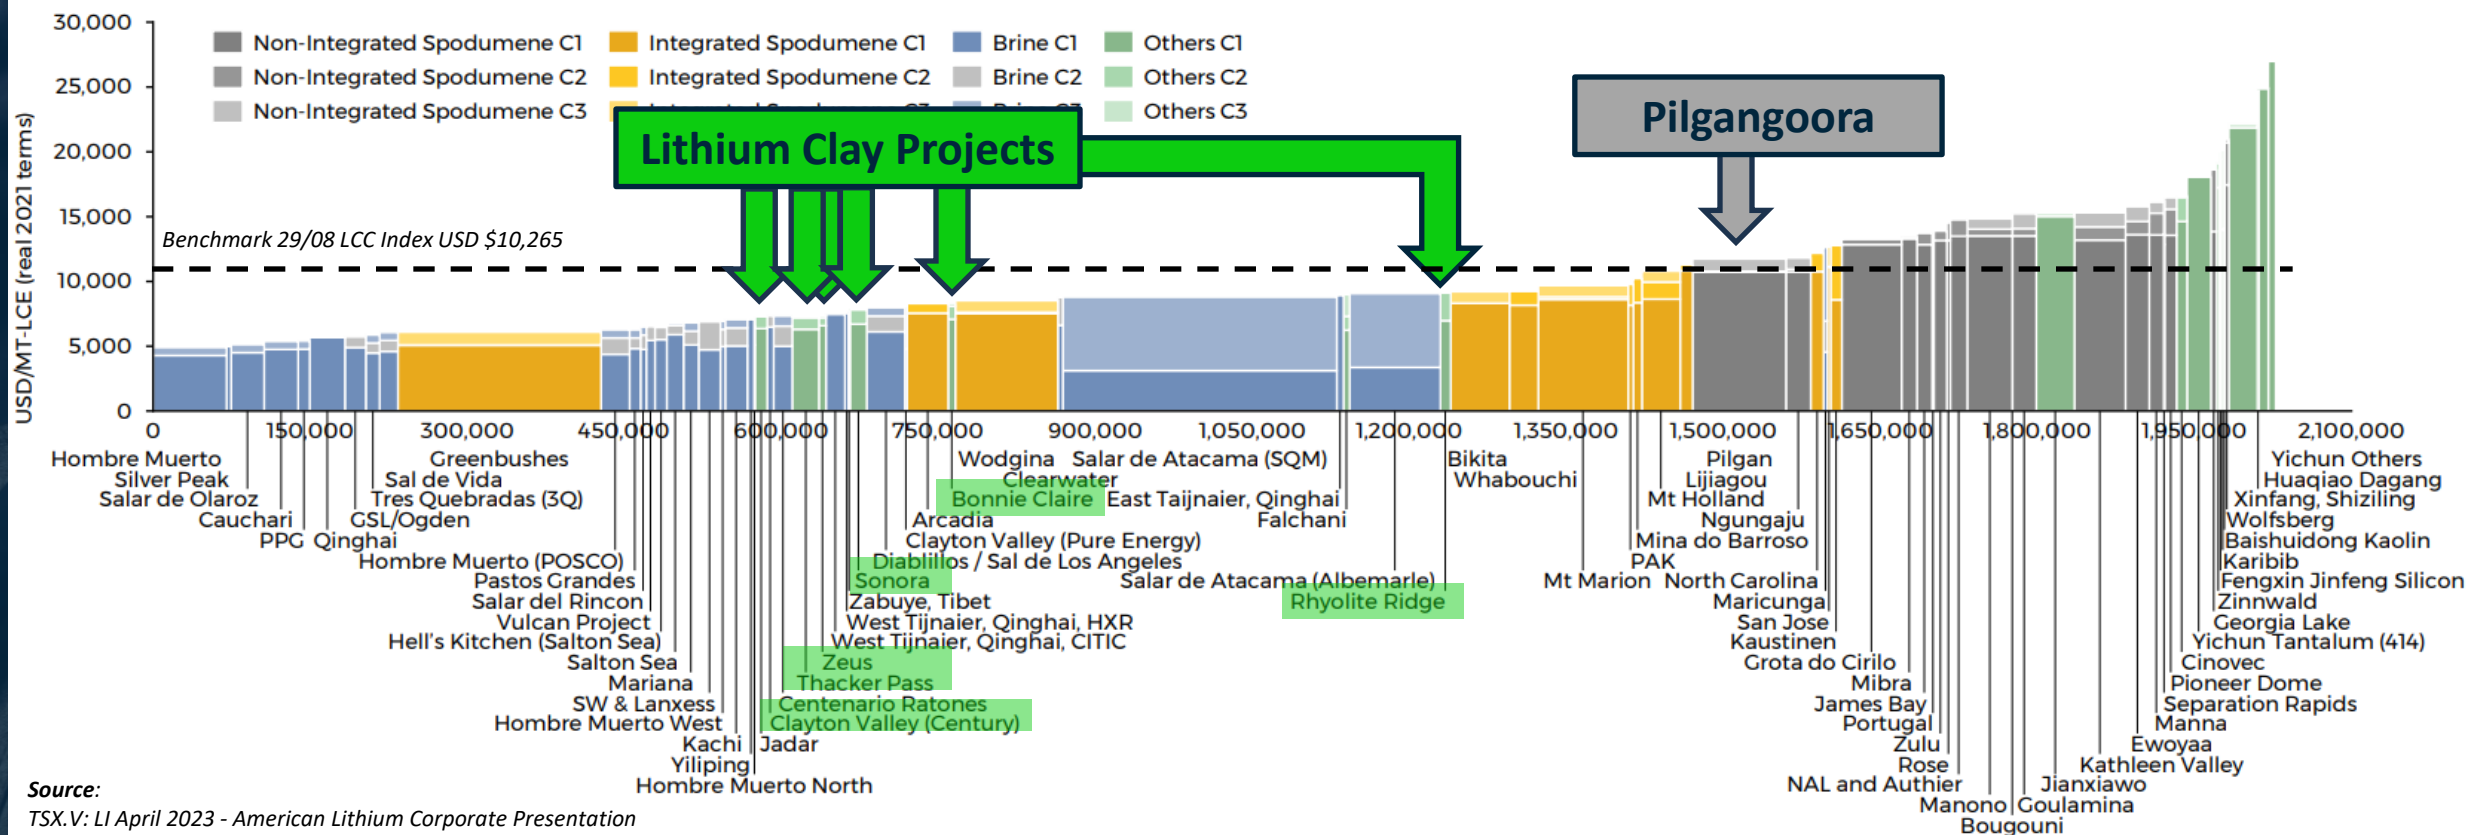 30,000
25,000
20,000
15,000
10,000
5,000
0
USD/MT-LCE (real 2021 terms)
Non-Integrated Spodumene C1
Integrated Spodumene C1
Brine C1
Others C1
Non-Integrated Spodumene C2
Integrated Spodumene C2
Brine C2
Others C2
Non-Integrated Spodumene C3
Others C3
Lithium Clay Projects
Pilgangoora
Benchmark 29/08 LCC Index USD $10,265
0 150,000 300,000 450,000 600,000 750,000 900,000 1,050,000 1,200,000 1,350,000 1,500,000 1,650,000 1,800,000 1,950,000 2,100,000
Hombre Muerto
Silver Peak
Salar de Olaroz
Cauchari
PPG
Qinghai
Greenbushes
Sal de Vida
Tres Quebradas (3Q)
GSL/Ogden
Hombre Muerto (POSCO)
Pastos Grandes
Salar del Rincon
Vulcan Project
Hell's Kitchen (Salton Sea)
Salton Sea
Mariana
SW & Lanxess
Hombre Muerto West
Kachi
Yiliping
Hombre Muerto North
Jadar
Clayton Valley (Century)
Centenario Ratones
Thacker Pass
Zeus
West Tijnaier, Qinghai, CITIC
West Tijnaier, Qinghai, HXR
Zabuye, Tibet
Sonora
Diablillos / Sal de Los Angeles
Clayton Valley (Pure Energy)
Arcadia
Bonnie Claire
Clearwater
Wodgina
Salar de Atacama (SQM)
East Taijnaier, Qinghai
Falchani
Salar de Atacama (Albemarle)
Rhyolite Ridge
Bikita
Whabouchi
Mt Marion
PAK
Mina do Barroso
Mt Holland
Lijiagou
Pilgan
Ngungaju
North Carolina
Maricunga
San Jose
Kaustinen
Grota do Cirilo
Mibra
James Bay
Portugal
Zulu
Rose
NAL and Authier
Manono
Bougouni
Goulamina
Jianxiawo
Kathleen Valley
Ewoyaa
Manna
Separation Rapids
Pioneer Dome
Cinovec
Yichun Tantalum (414)
Georgia Lake
Zinnwald
Fengxin Jinfeng Silicon
Karibib
Baishuidong Kaolin
Wolfsberg
Xinfang, Shiziling
Huaqiao Dagang
Yichun Others
Source:
TSX.V: LI April 2023 - American Lithium Corporate Presentation